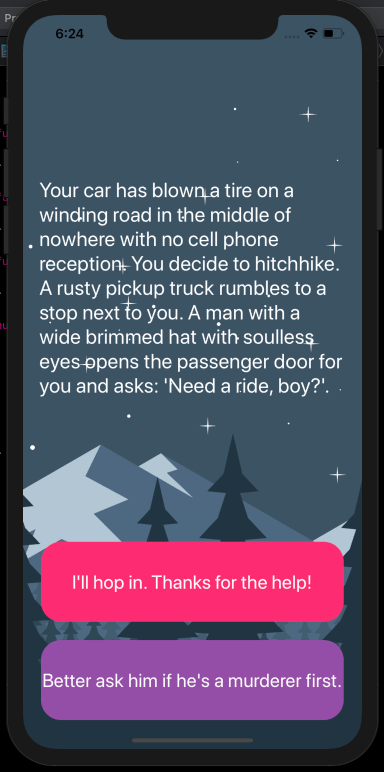 6:24
Your car has blown a tire on a
winding road in the middle of
nowhere with no cell phone
reception. You decide to hitchhike.
A rusty pickup truck rumbles to a
stop next to you. A man with a
wide brimmed hat with soulless
eyes opens the passenger door for
you and asks: 'Need a ride, boy?'.
I'll hop in. Thanks for the help!
Better ask him if he's a murderer first.